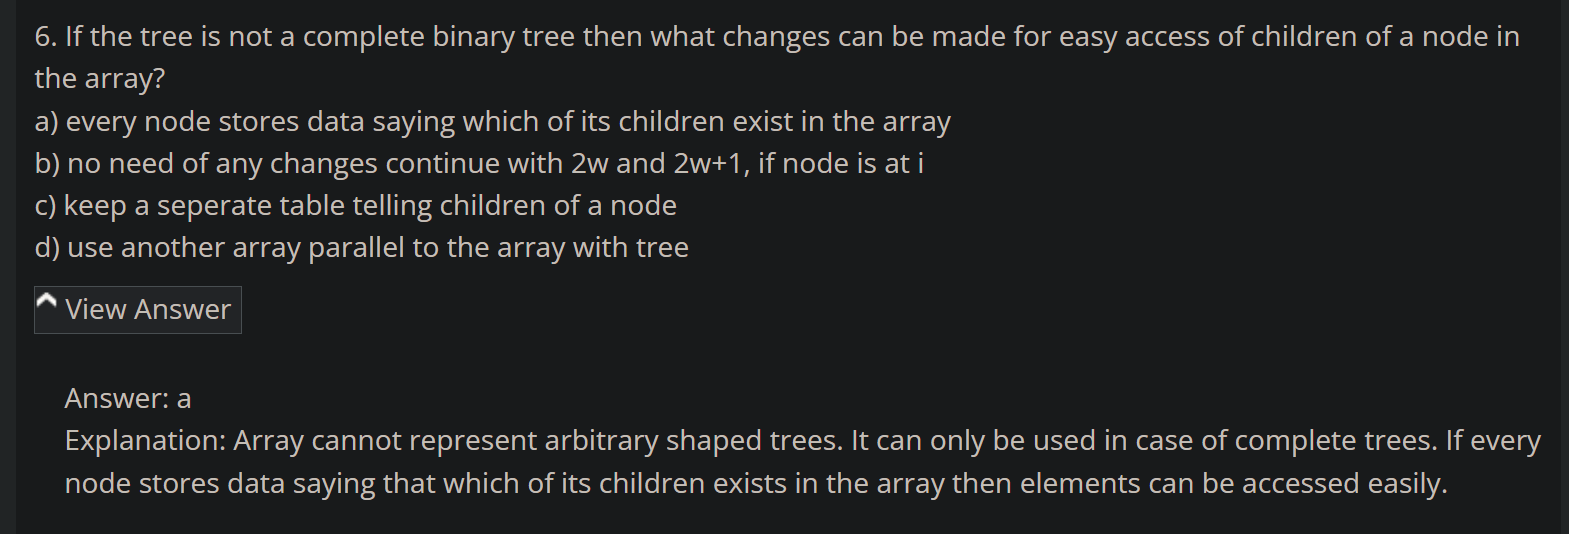 6. If the tree is not a complete binary tree then what changes can be made for easy access of children of a node in
the array?
a) every node stores data saying which of its children exist in the array
b) no need of any changes continue with 2w and 2w+1, if node is at i
c) keep a seperate table telling children of a node
d) use another array parallel to the array with tree
View Answer
Answer: a
Explanation: Array cannot represent arbitrary shaped trees. It can only be used in case of complete trees. If every
node stores data saying that which of its children exists in the array then elements can be accessed easily.